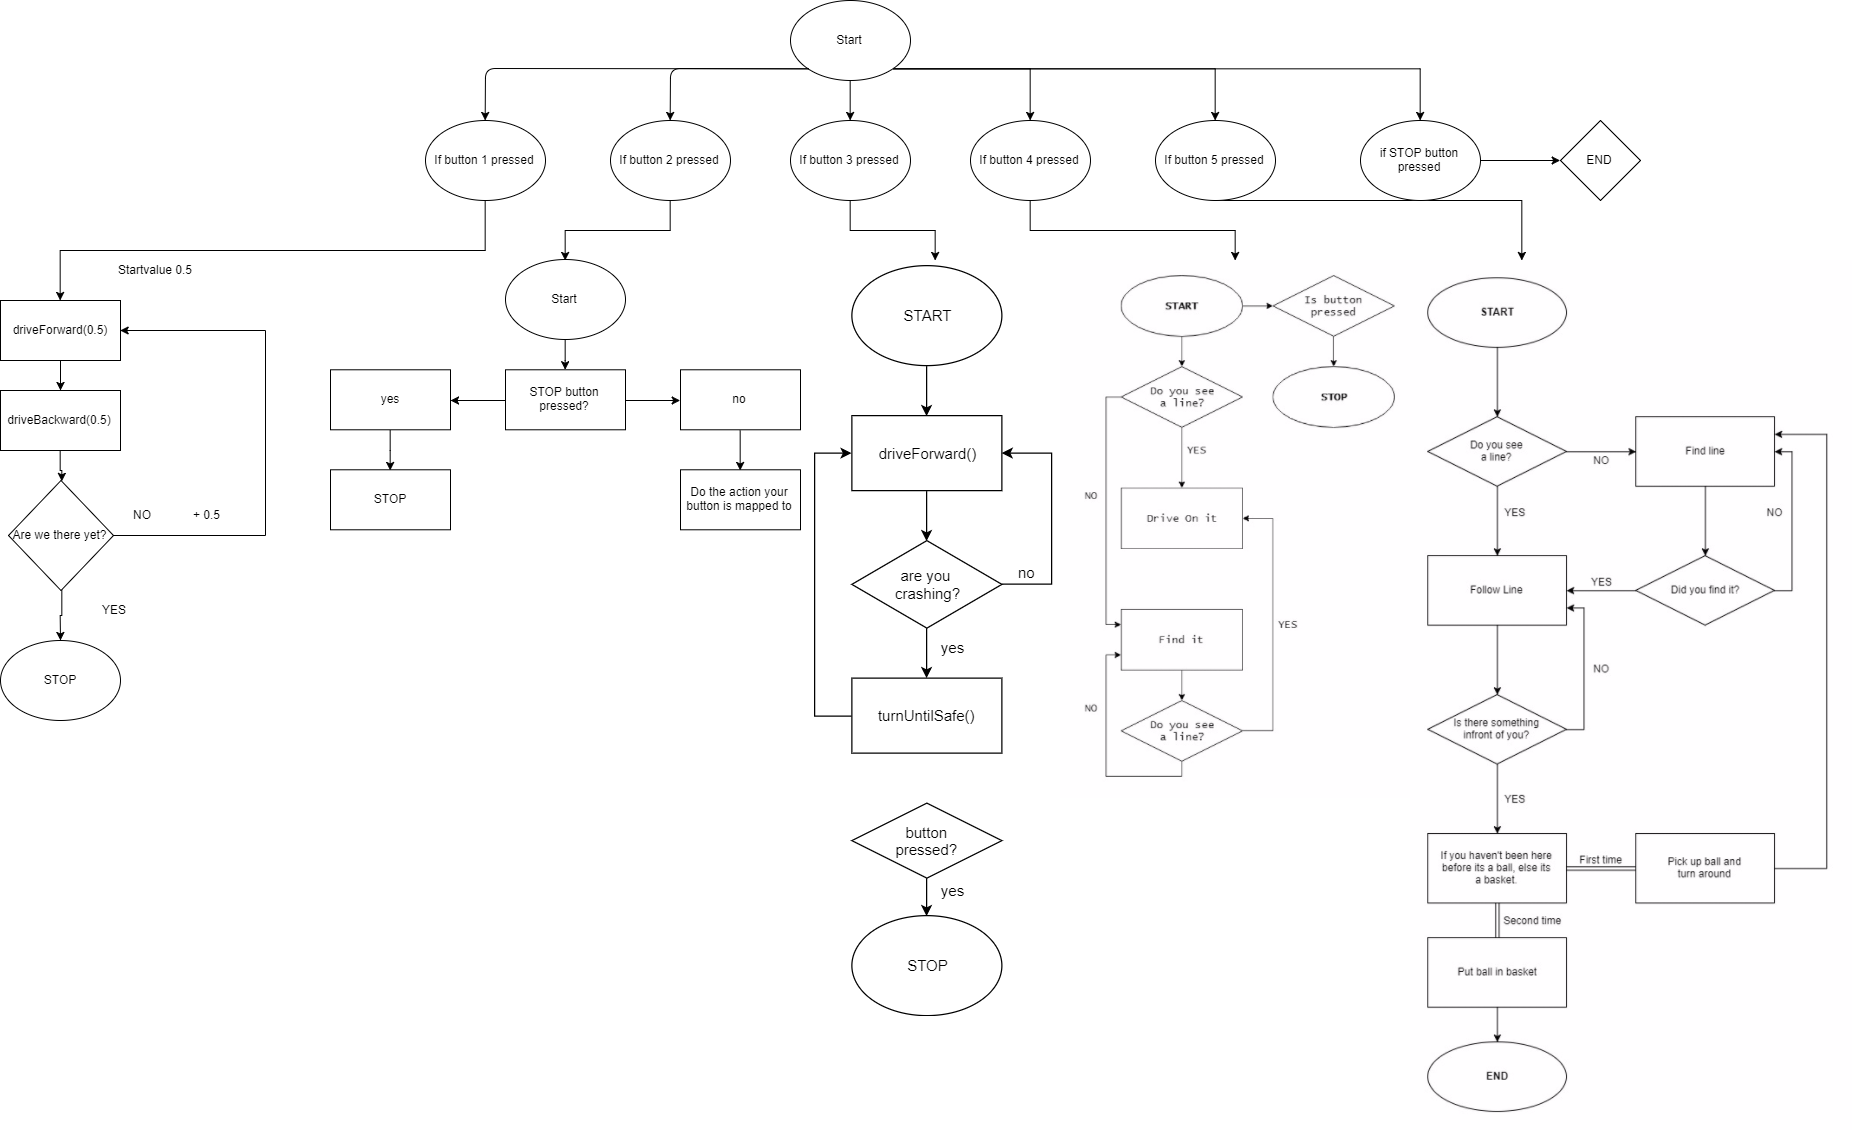 Start
If button 1 pressed
If button 2 pressed
If button 3 pressed
If button 4 pressed
If button 5 pressed
if STOP button
pressed
END
Startvalue 0.5
driveForward(0.5)
driveBackward(0.5)
Are we there yet?
NO
+ 0.5
YES
STOP
Start
STOP button
pressed?
yes
no
STOP
Do the action your
button is mapped to
START
driveForward()
are you
crashing?
no
yes
turnUntilSafe()
button
pressed?
yes
STOP
START
Is button
pressed
STOP
Do you see
a line?
YES
NO
Drive On it
Find it
YES
Do you see
a line?
NO
START
Do you see
a line?
NO
Find line
YES
NO
Follow Line
YES
Did you find it?
NO
Is there something
infront of you?
YES
If you haven't been here
before its a ball, else its
a basket.
First time
Pick up ball and
turn around
Second time
Put ball in basket
END